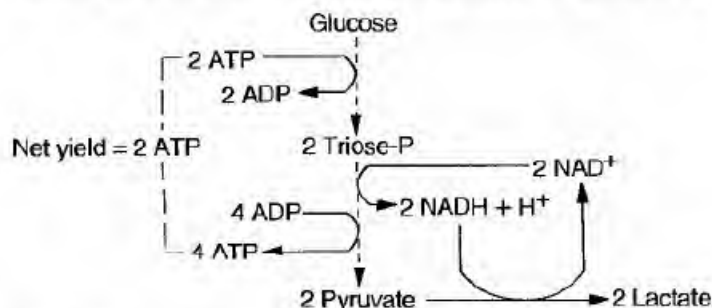 Glucose
2 ATP
2 ADP
Net yield = 2 ATP
2 Triose-P
2 NAD⁺
2 NADH + H⁺
4 ADP
4 ATP
2 Pyruvate
2 Lactate